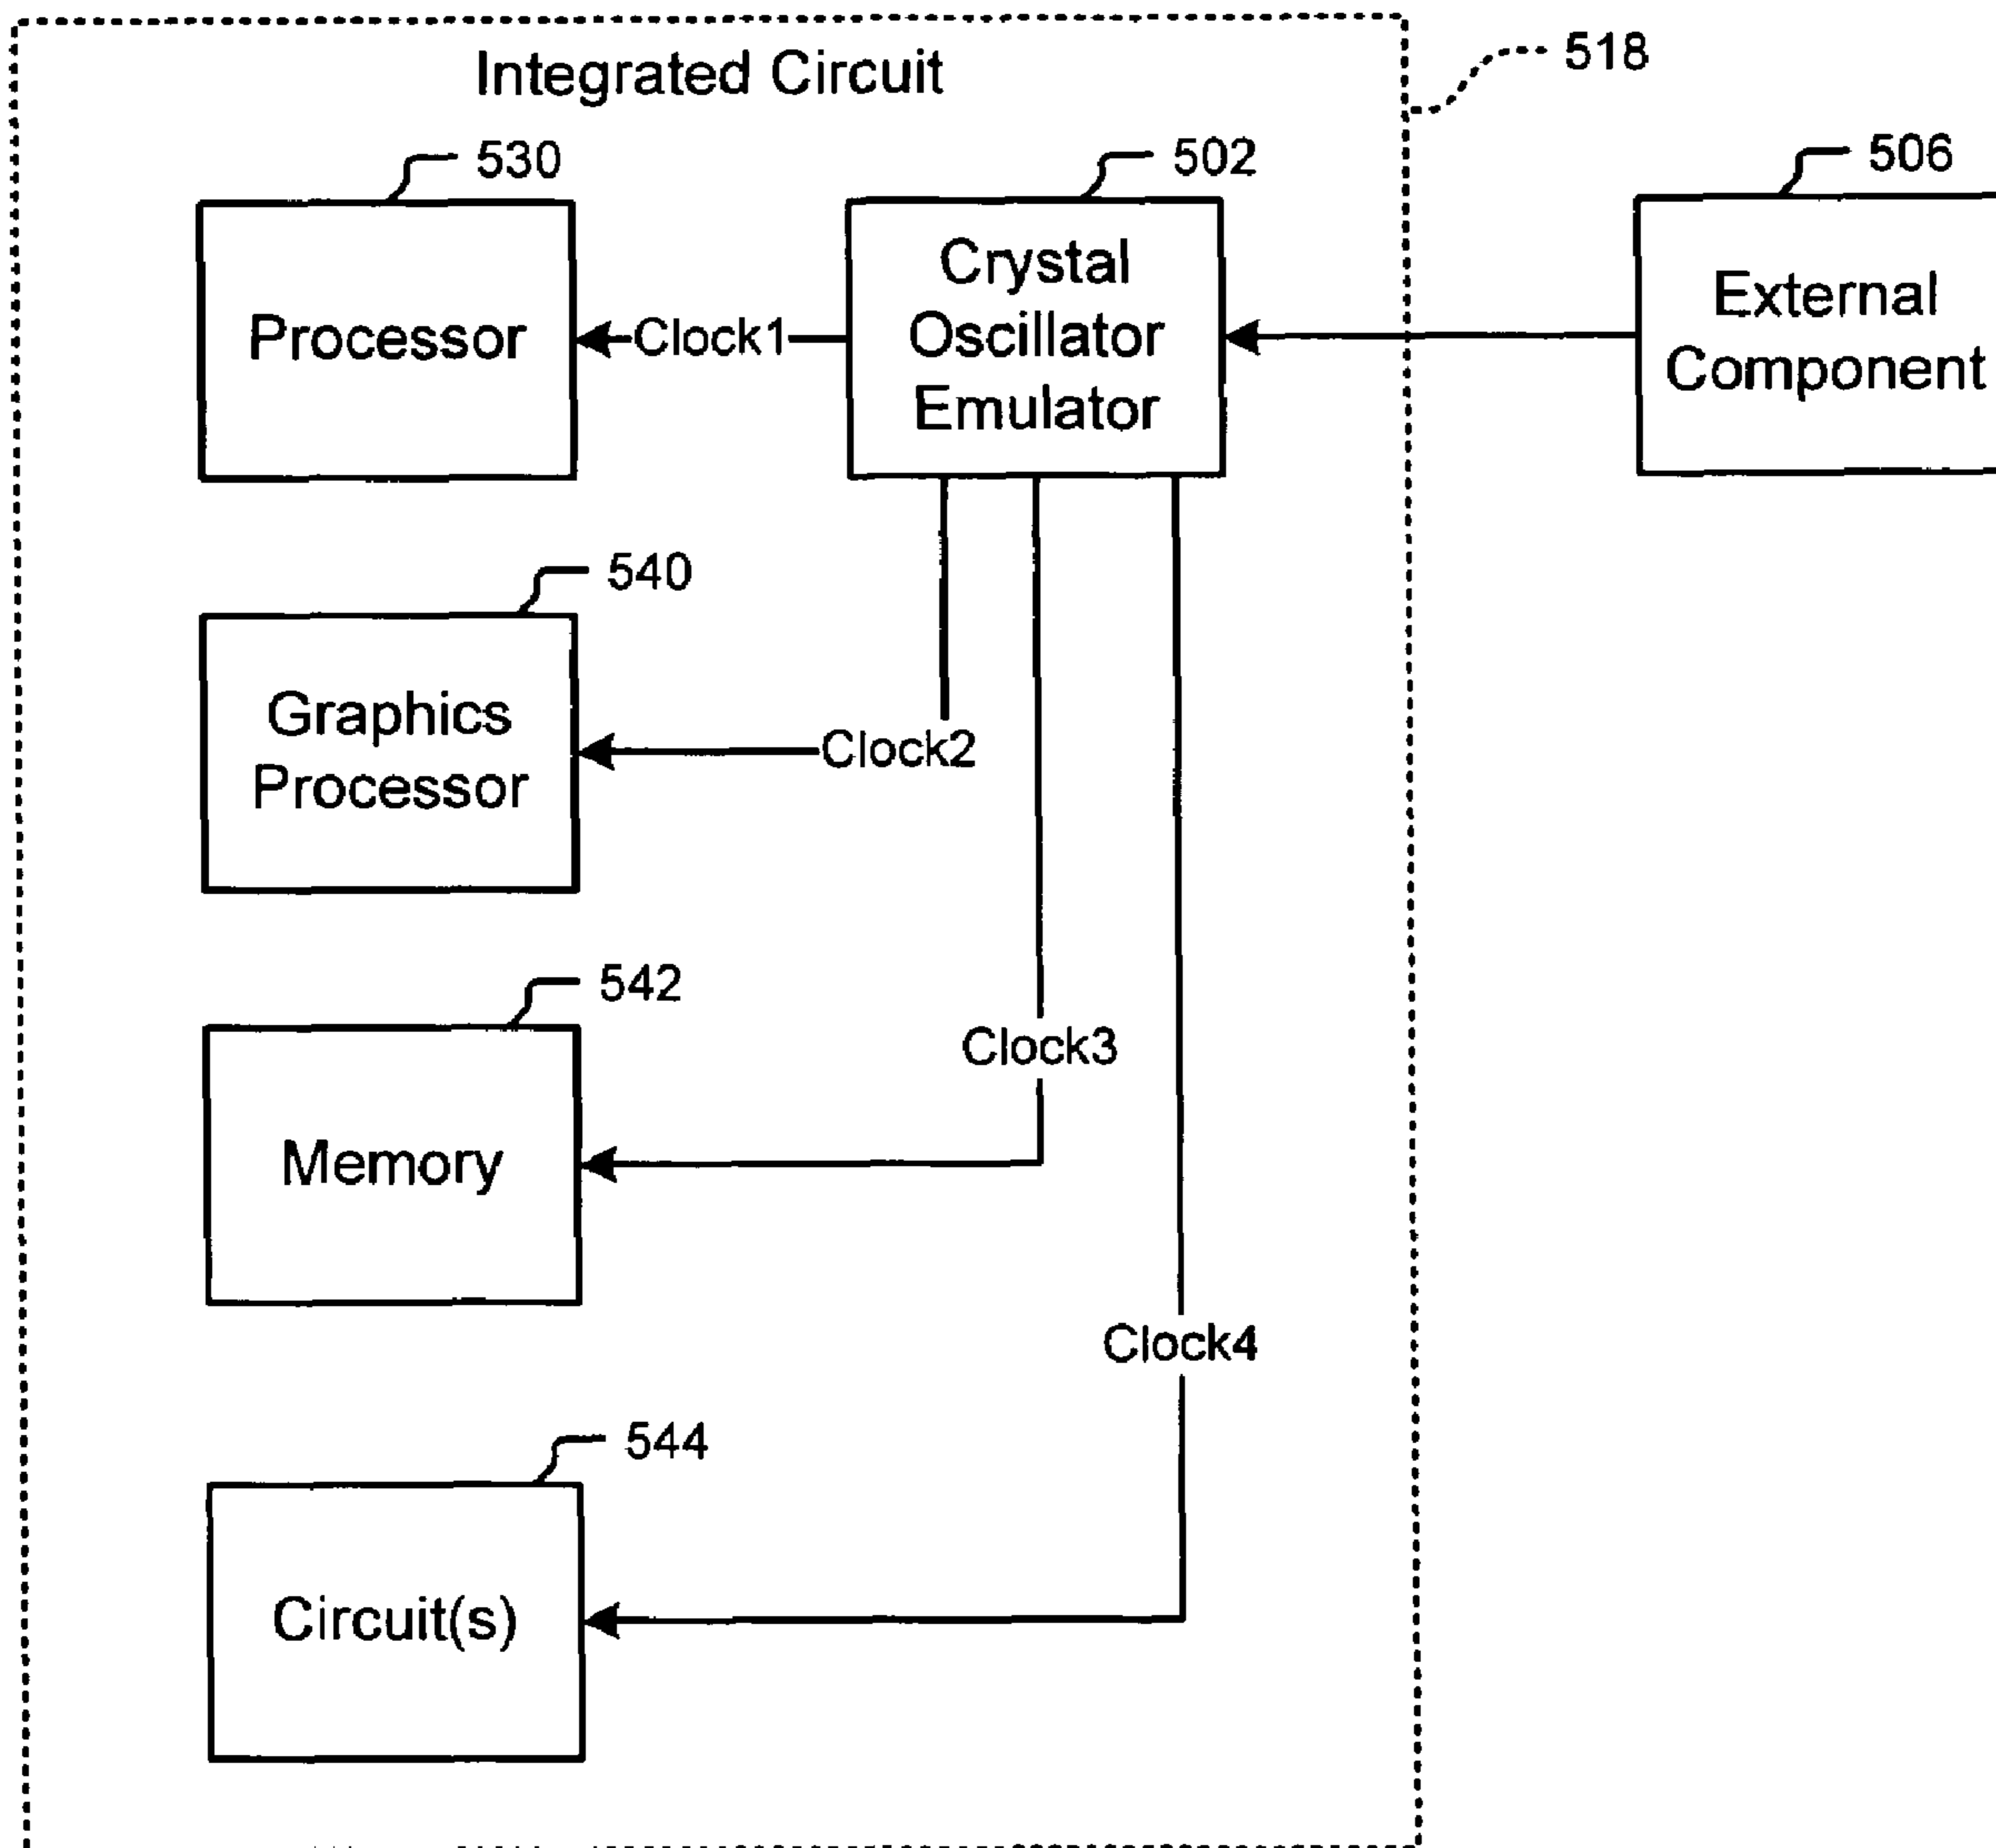 Integrated Circuit
518
530
502
506
Processor
Clock1
Crystal
Oscillator
Emulator
External
Component
540
Graphics
Processor
Clock2
542
Clock3
Memory
Clock4
544
Circuit(s)